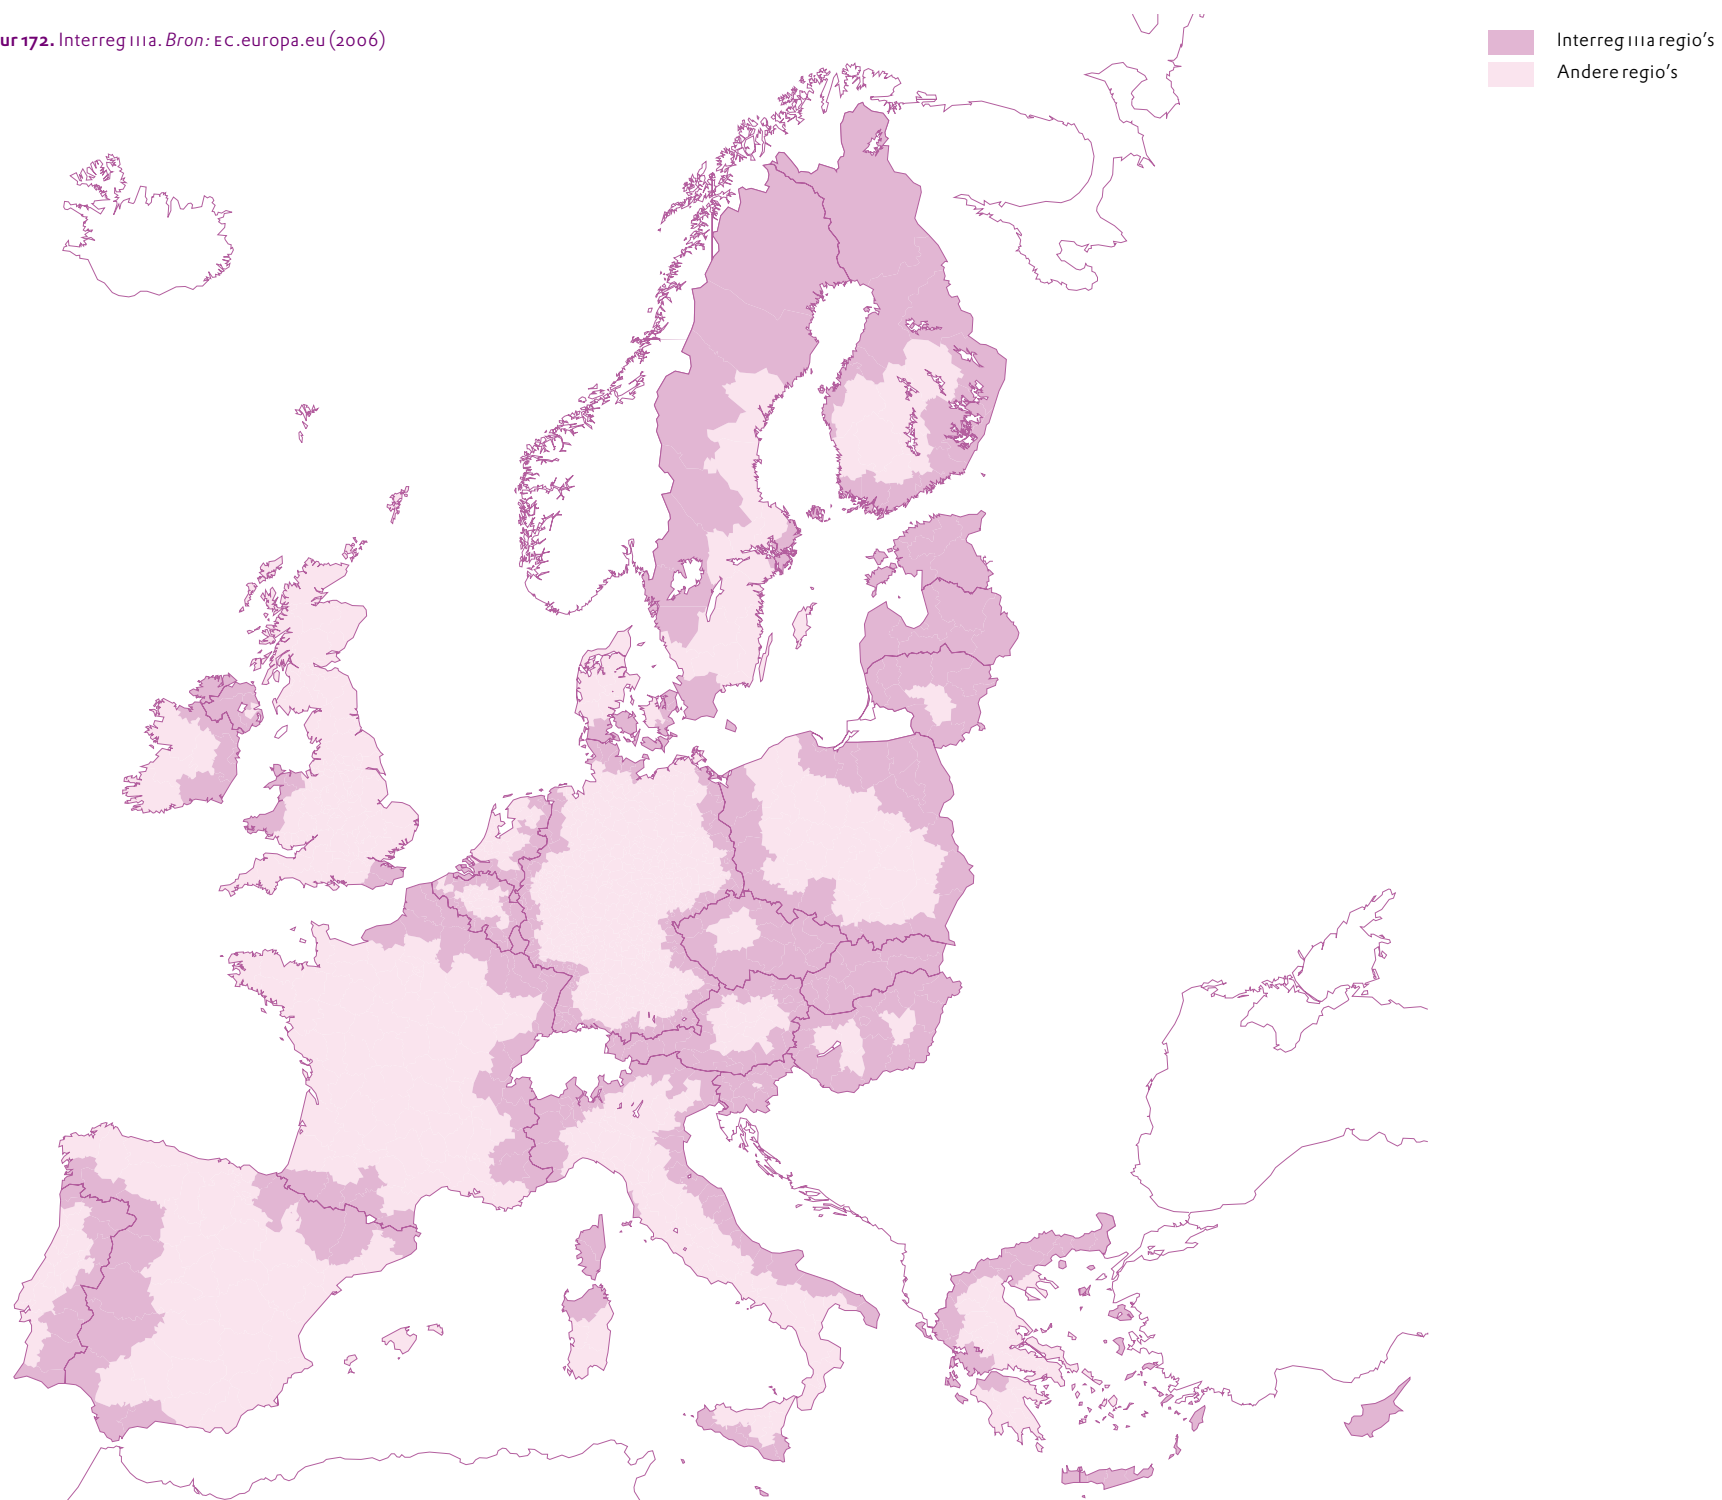 ur 172. Interreg IIIa. Bron: EC.europa.eu (2006)
Interreg IIIa regio's
Andere regio's